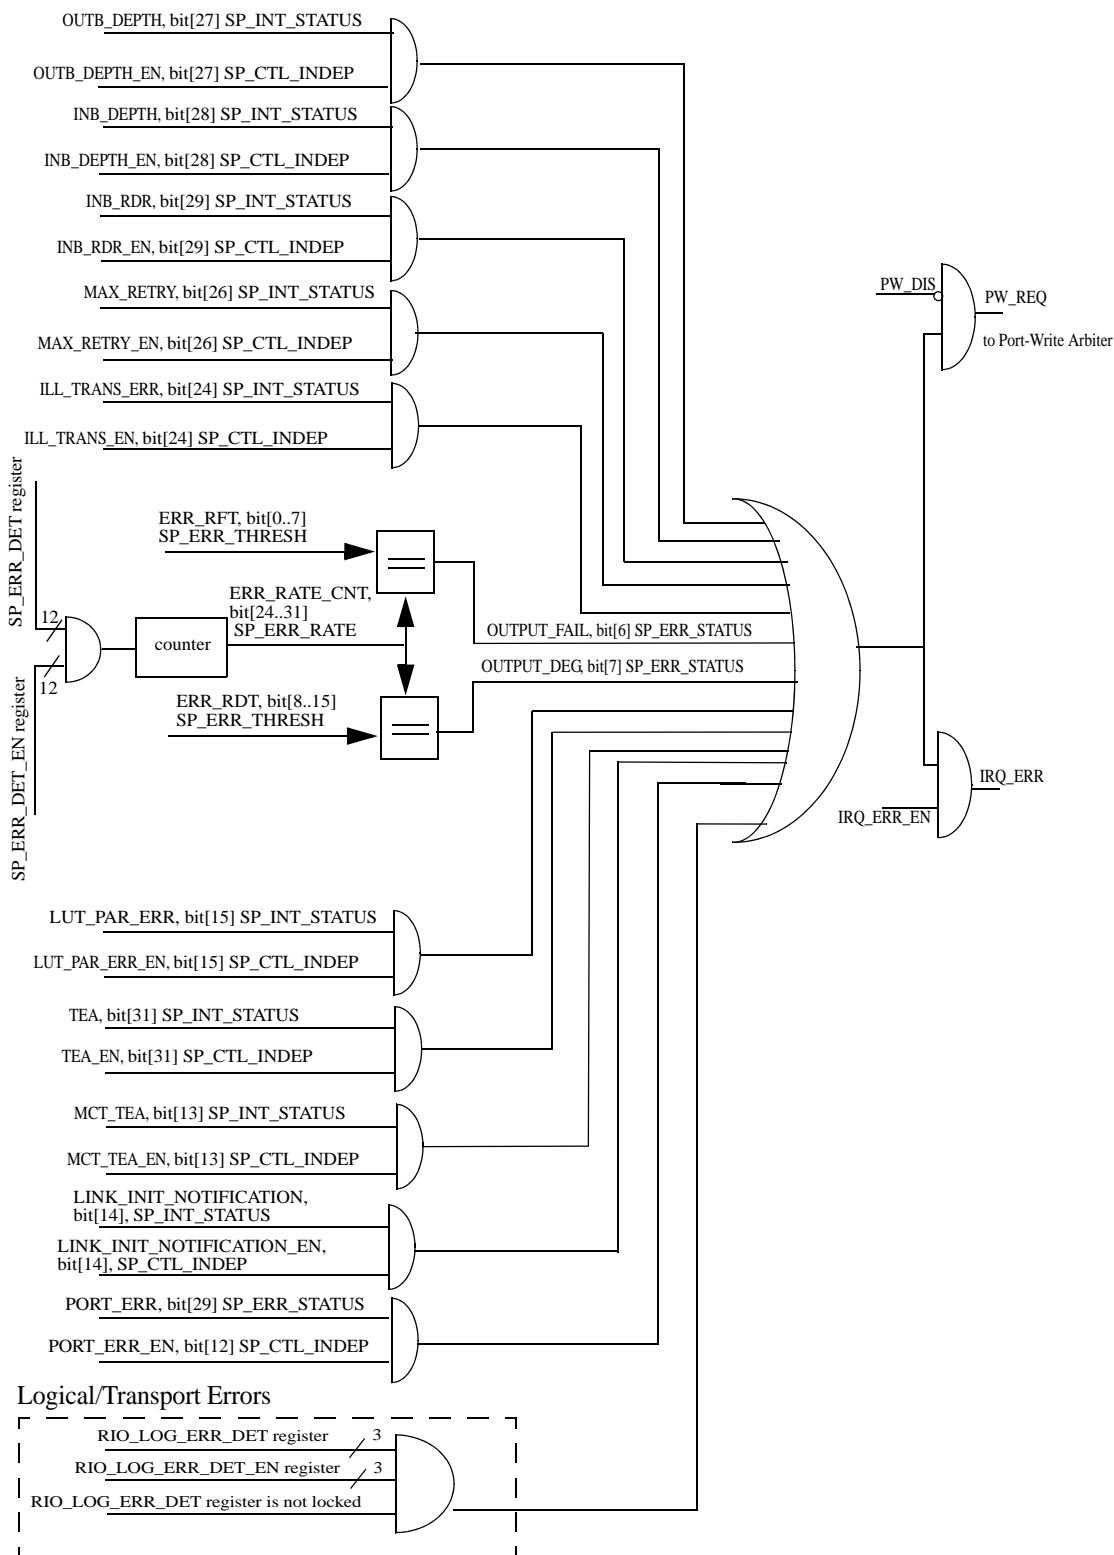 OUTB_DEPTH, bit[27] SP_INT_STATUS
OUTB_DEPTH_EN, bit[27] SP_CTL_INDEP
INB_DEPTH, bit[28] SP_INT_STATUS
INB_DEPTH_EN, bit[28] SP_CTL_INDEP
INB_RDR, bit[29] SP_INT_STATUS
INB_RDR_EN, bit[29] SP_CTL_INDEP
MAX_RETRY, bit[26] SP_INT_STATUS
MAX_RETRY_EN, bit[26] SP_CTL_INDEP
ILL_TRANS_ERR, bit[24] SP_INT_STATUS
ILL_TRANS_EN, bit[24] SP_CTL_INDEP
PW_DIS
PW_REQ
to Port-Write Arbiter
SP_ERR_DET register
12
12
SP_ERR_DET_EN register
counter
ERR_RFT, bit[0..7]
SP_ERR_THRESH
ERR_RATE_CNT,
bit[24..31]
SP_ERR_RATE
ERR_RDT, bit[8..15]
SP_ERR_THRESH
OUTPUT_FAIL, bit[6] SP_ERR_STATUS
OUTPUT_DEG, bit[7] SP_ERR_STATUS
IRQ_ERR
IRQ_ERR_EN
LUT_PAR_ERR, bit[15] SP_INT_STATUS
LUT_PAR_ERR_EN, bit[15] SP_CTL_INDEP
TEA, bit[31] SP_INT_STATUS
TEA_EN, bit[31] SP_CTL_INDEP
MCT_TEA, bit[13] SP_INT_STATUS
MCT_TEA_EN, bit[13] SP_CTL_INDEP
LINK_INIT_NOTIFICATION,
bit[14], SP_INT_STATUS
LINK_INIT_NOTIFICATION_EN,
bit[14], SP_CTL_INDEP
PORT_ERR, bit[29] SP_ERR_STATUS
PORT_ERR_EN, bit[12] SP_CTL_INDEP
Logical/Transport Errors
RIO_LOG_ERR_DET register
3
RIO_LOG_ERR_DET_EN register
3
RIO_LOG_ERR_DET register is not locked